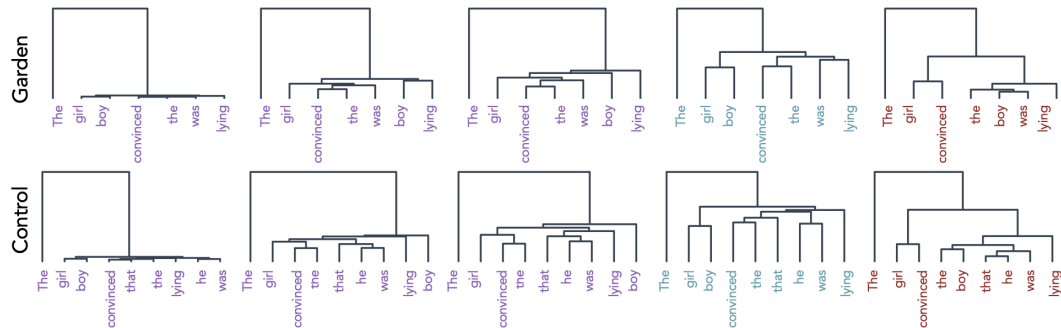 Garden
The girl boy convinced the was lying
The girl convinced the was boy lying
The girl convinced the was boy lying
The girl boy convinced the was lying
The girl convinced the boy was lying
Control
The girl boy convinced that the lying he was
The girl convinced the that he was lying boy
The girl convinced the that he was lying boy
The girl boy convinced the that he was lying
The girl convinced the boy that he was lying